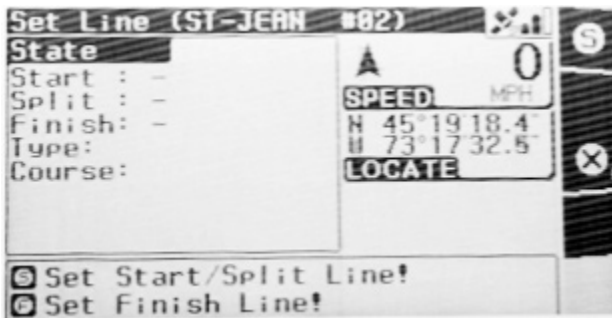 Set Line (ST-JEAN #02)
State
Start : -
Split : -
Finish: -
Type:
Course:
0
MPH
SPEED
N 45°19'18.4"
W 73°17'32.5"
LOCATE
S
X
S Set Start/Split Line!
F Set Finish Line!